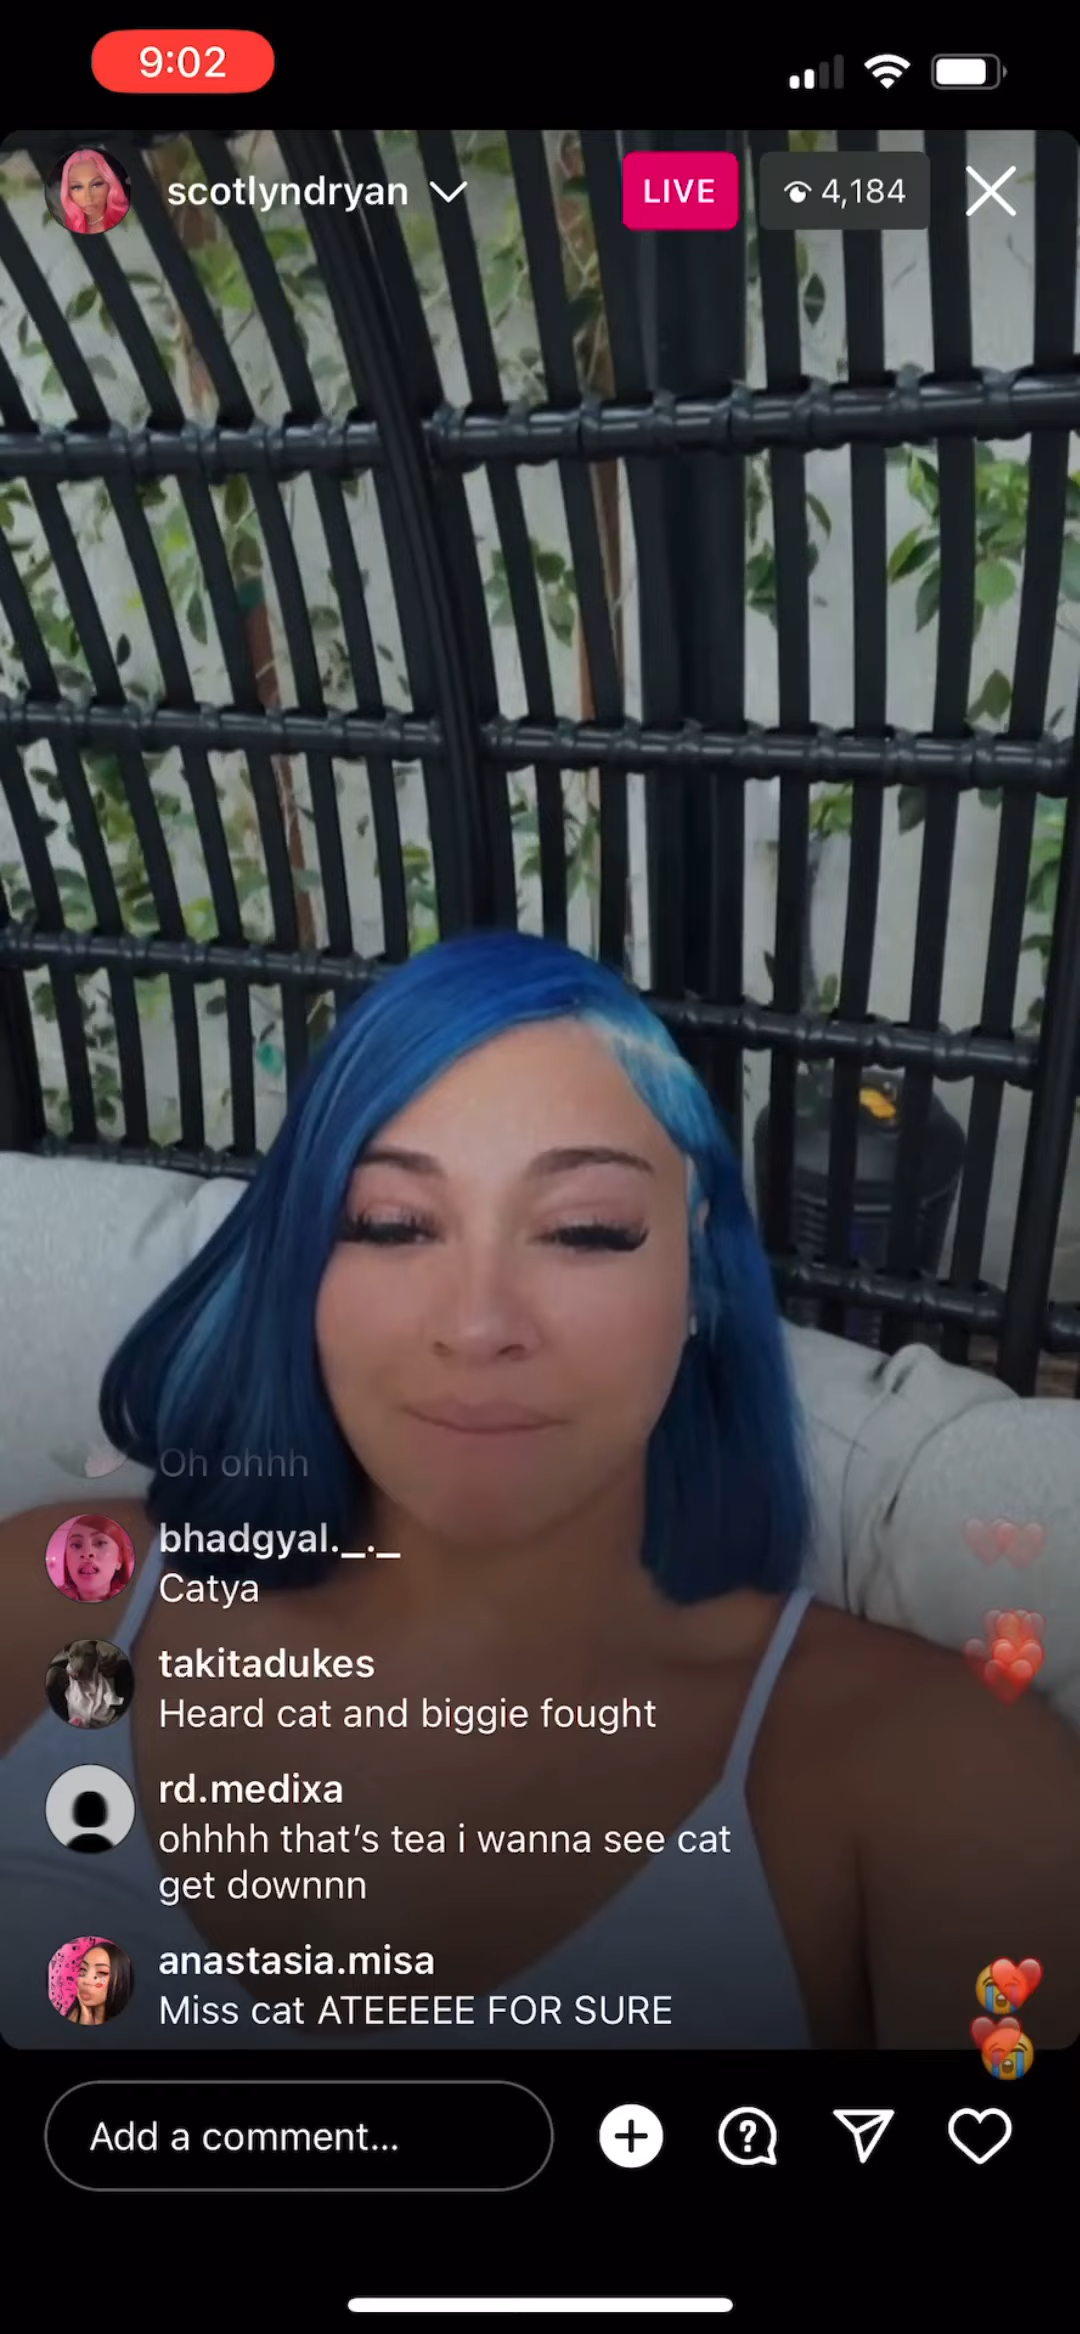 9:02
scotlyndryan
LIVE
4,184
Oh ohhh
bhadgyal._._
Catya
takitadukes
Heard cat and biggie fought
rd.medixa
ohhhh that's tea i wanna see cat
get downnn
anastasia.misa
Miss cat ATEEEEE FOR SURE
Add a comment...